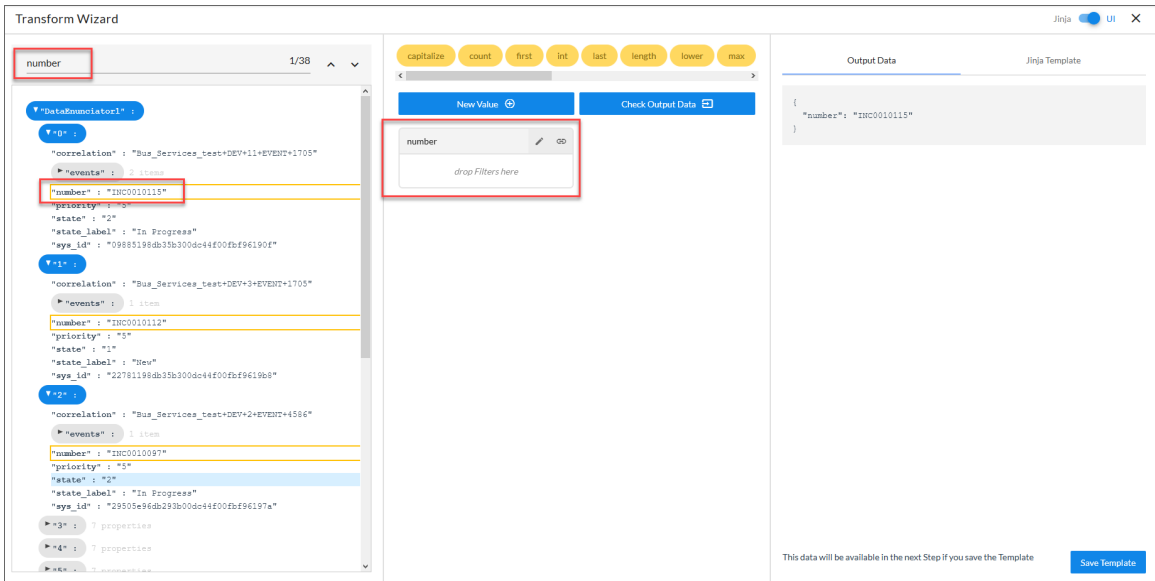 Transform Wizard
Jinja UI
number 1/38
"DataEnunciator1" :
"0" :
"correlation" : "Bus_Services_test+DEV+11+EVENT+1705"
"events" : 2 items
"number" : "INC0010115"
"priority" : "5"
"state" : "2"
"state_label" : "In Progress"
"sys_id" : "09885198db35b300dc44f00fbf96190f"
"1" :
"correlation" : "Bus_Services_test+DEV+3+EVENT+1705"
"events" : 1 item
"number" : "INC0010112"
"priority" : "5"
"state" : "1"
"state_label" : "New"
"sys_id" : "22781198db35b300dc44f00fbf9619b8"
"2" :
"correlation" : "Bus_Services_test+DEV+2+EVENT+4586"
"events" : 1 item
"number" : "INC0010097"
"priority" : "5"
"state" : "2"
"state_label" : "In Progress"
"sys_id" : "29505e96db293b00dc44f00fbf96197a"
"3" : 7 properties
"4" : 7 properties
"5" : 7 properties
capitalize count first int last length lower max
New Value Check Output Data
number
drop Filters here
Output Data Jinja Template
{
"number": "INC0010115"
}
This data will be available in the next Step if you save the Template
Save Template